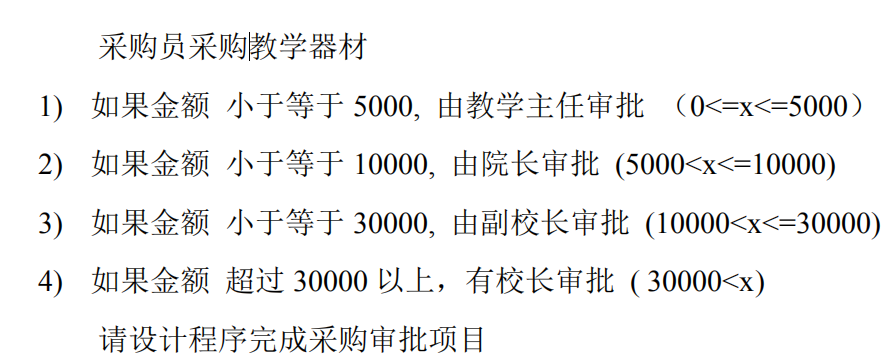 采购员采购教学器材
1) 如果金额 小于等于 5000, 由教学主任审批 （0<=x<=5000）
2) 如果金额 小于等于 10000, 由院长审批 (5000<x<=10000)
3) 如果金额 小于等于 30000, 由副校长审批 (10000<x<=30000)
4) 如果金额 超过 30000 以上，有校长审批 ( 30000<x)
请设计程序完成采购审批项目